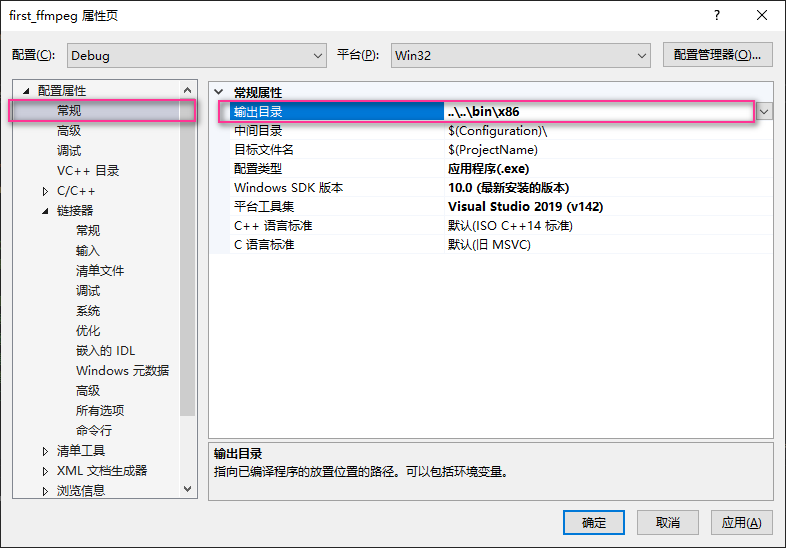 first_ffmpeg 属性页
配置(C): Debug 平台(P): Win32 配置管理器(O)...
配置属性
常规
高级
调试
VC++ 目录
C/C++
链接器
常规
输入
清单文件
调试
系统
优化
嵌入的 IDL
Windows 元数据
高级
所有选项
命令行
清单工具
XML 文档生成器
浏览信息
常规属性
输出目录 ..\..\bin\x86
中间目录 $(Configuration)\
目标文件名 $(ProjectName)
配置类型 应用程序(.exe)
Windows SDK 版本 10.0 (最新安装的版本)
平台工具集 Visual Studio 2019 (v142)
C++ 语言标准 默认(ISO C++14 标准)
C 语言标准 默认(旧 MSVC)
输出目录
指向已编译程序的放置位置的路径。可以包括环境变量。
确定 取消 应用(A)